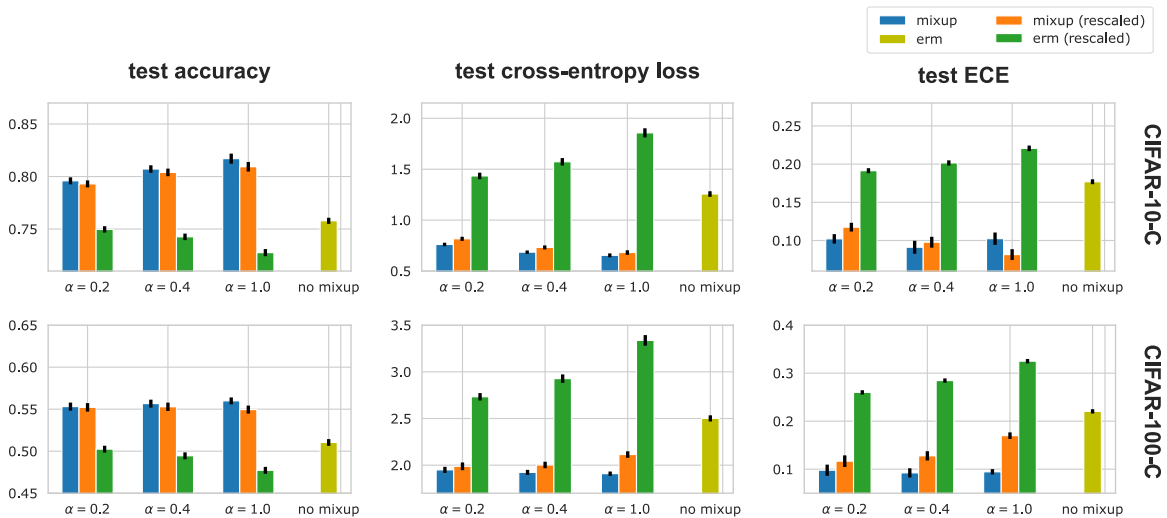 mixup
mixup (rescaled)
erm
erm (rescaled)
test accuracy
test cross-entropy loss
test ECE
0.85
0.80
0.75
α = 0.2
α = 0.4
α = 1.0
no mixup
2.0
1.5
1.0
0.5
α = 0.2
α = 0.4
α = 1.0
no mixup
0.25
0.20
0.15
0.10
α = 0.2
α = 0.4
α = 1.0
no mixup
CIFAR-10-C
0.65
0.60
0.55
0.50
0.45
α = 0.2
α = 0.4
α = 1.0
no mixup
3.5
3.0
2.5
2.0
α = 0.2
α = 0.4
α = 1.0
no mixup
0.4
0.3
0.2
0.1
α = 0.2
α = 0.4
α = 1.0
no mixup
CIFAR-100-C